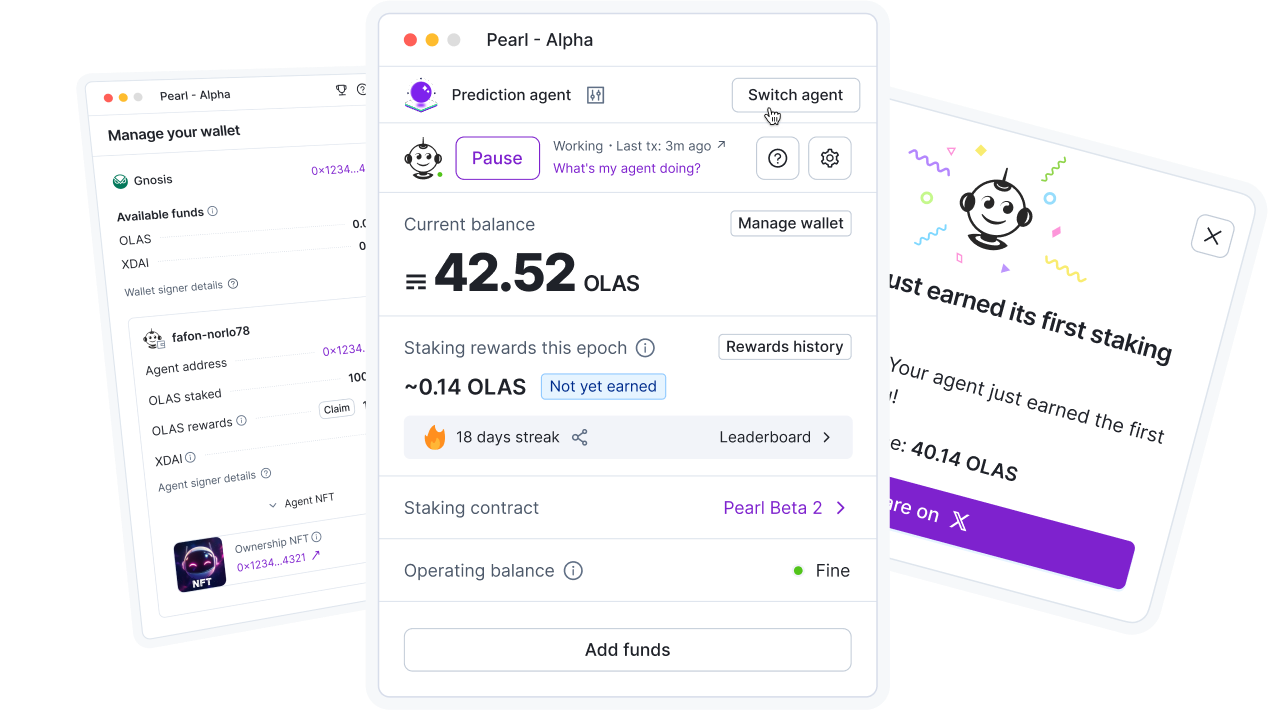 Pearl - Alpha
Manage your wallet
Gnosis
0×1234...4
Available funds
OLAS 0.0
XDAI 0
Wallet signer details
fafon-norlo78
Agent address 0×1234.
OLAS staked 100
OLAS rewards Claim 1
XDAI
Agent signer details
Agent NFT
NFT
Ownership NFT
0×1234...4321
Pearl - Alpha
Prediction agent
Switch agent
Pause
Working · Last tx: 3m ago
What's my agent doing?
Current balance
Manage wallet
42.52 OLAS
Staking rewards this epoch
Rewards history
~0.14 OLAS Not yet earned
18 days streak
Leaderboard
Staking contract
Pearl Beta 2
Operating balance
Fine
Add funds
ust earned its first staking
Your agent just earned the first
e: 40.14 OLAS
are on X